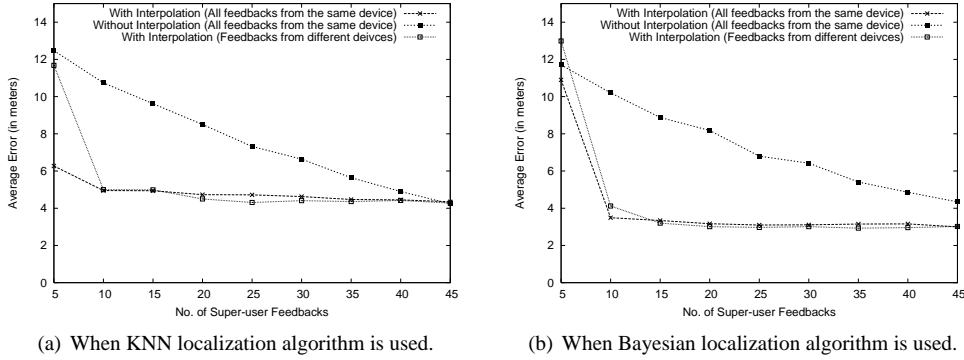 With Interpolation (All feedbacks from the same device)
Without Interpolation (All feedbacks from the same device)
With Interpolation (Feedbacks from different deivces)
14
12
10
8
6
4
2
0
Average Error (in meters)
5 10 15 20 25 30 35 40 45
No. of Super-user Feedbacks
(a) When KNN localization algorithm is used.
With Interpolation (All feedbacks from the same device)
Without Interpolation (All feedbacks from the same device)
With Interpolation (Feedbacks from different deivces)
14
12
10
8
6
4
2
0
Average Error (in meters)
5 10 15 20 25 30 35 40 45
No. of Super-user Feedbacks
(b) When Bayesian localization algorithm is used.